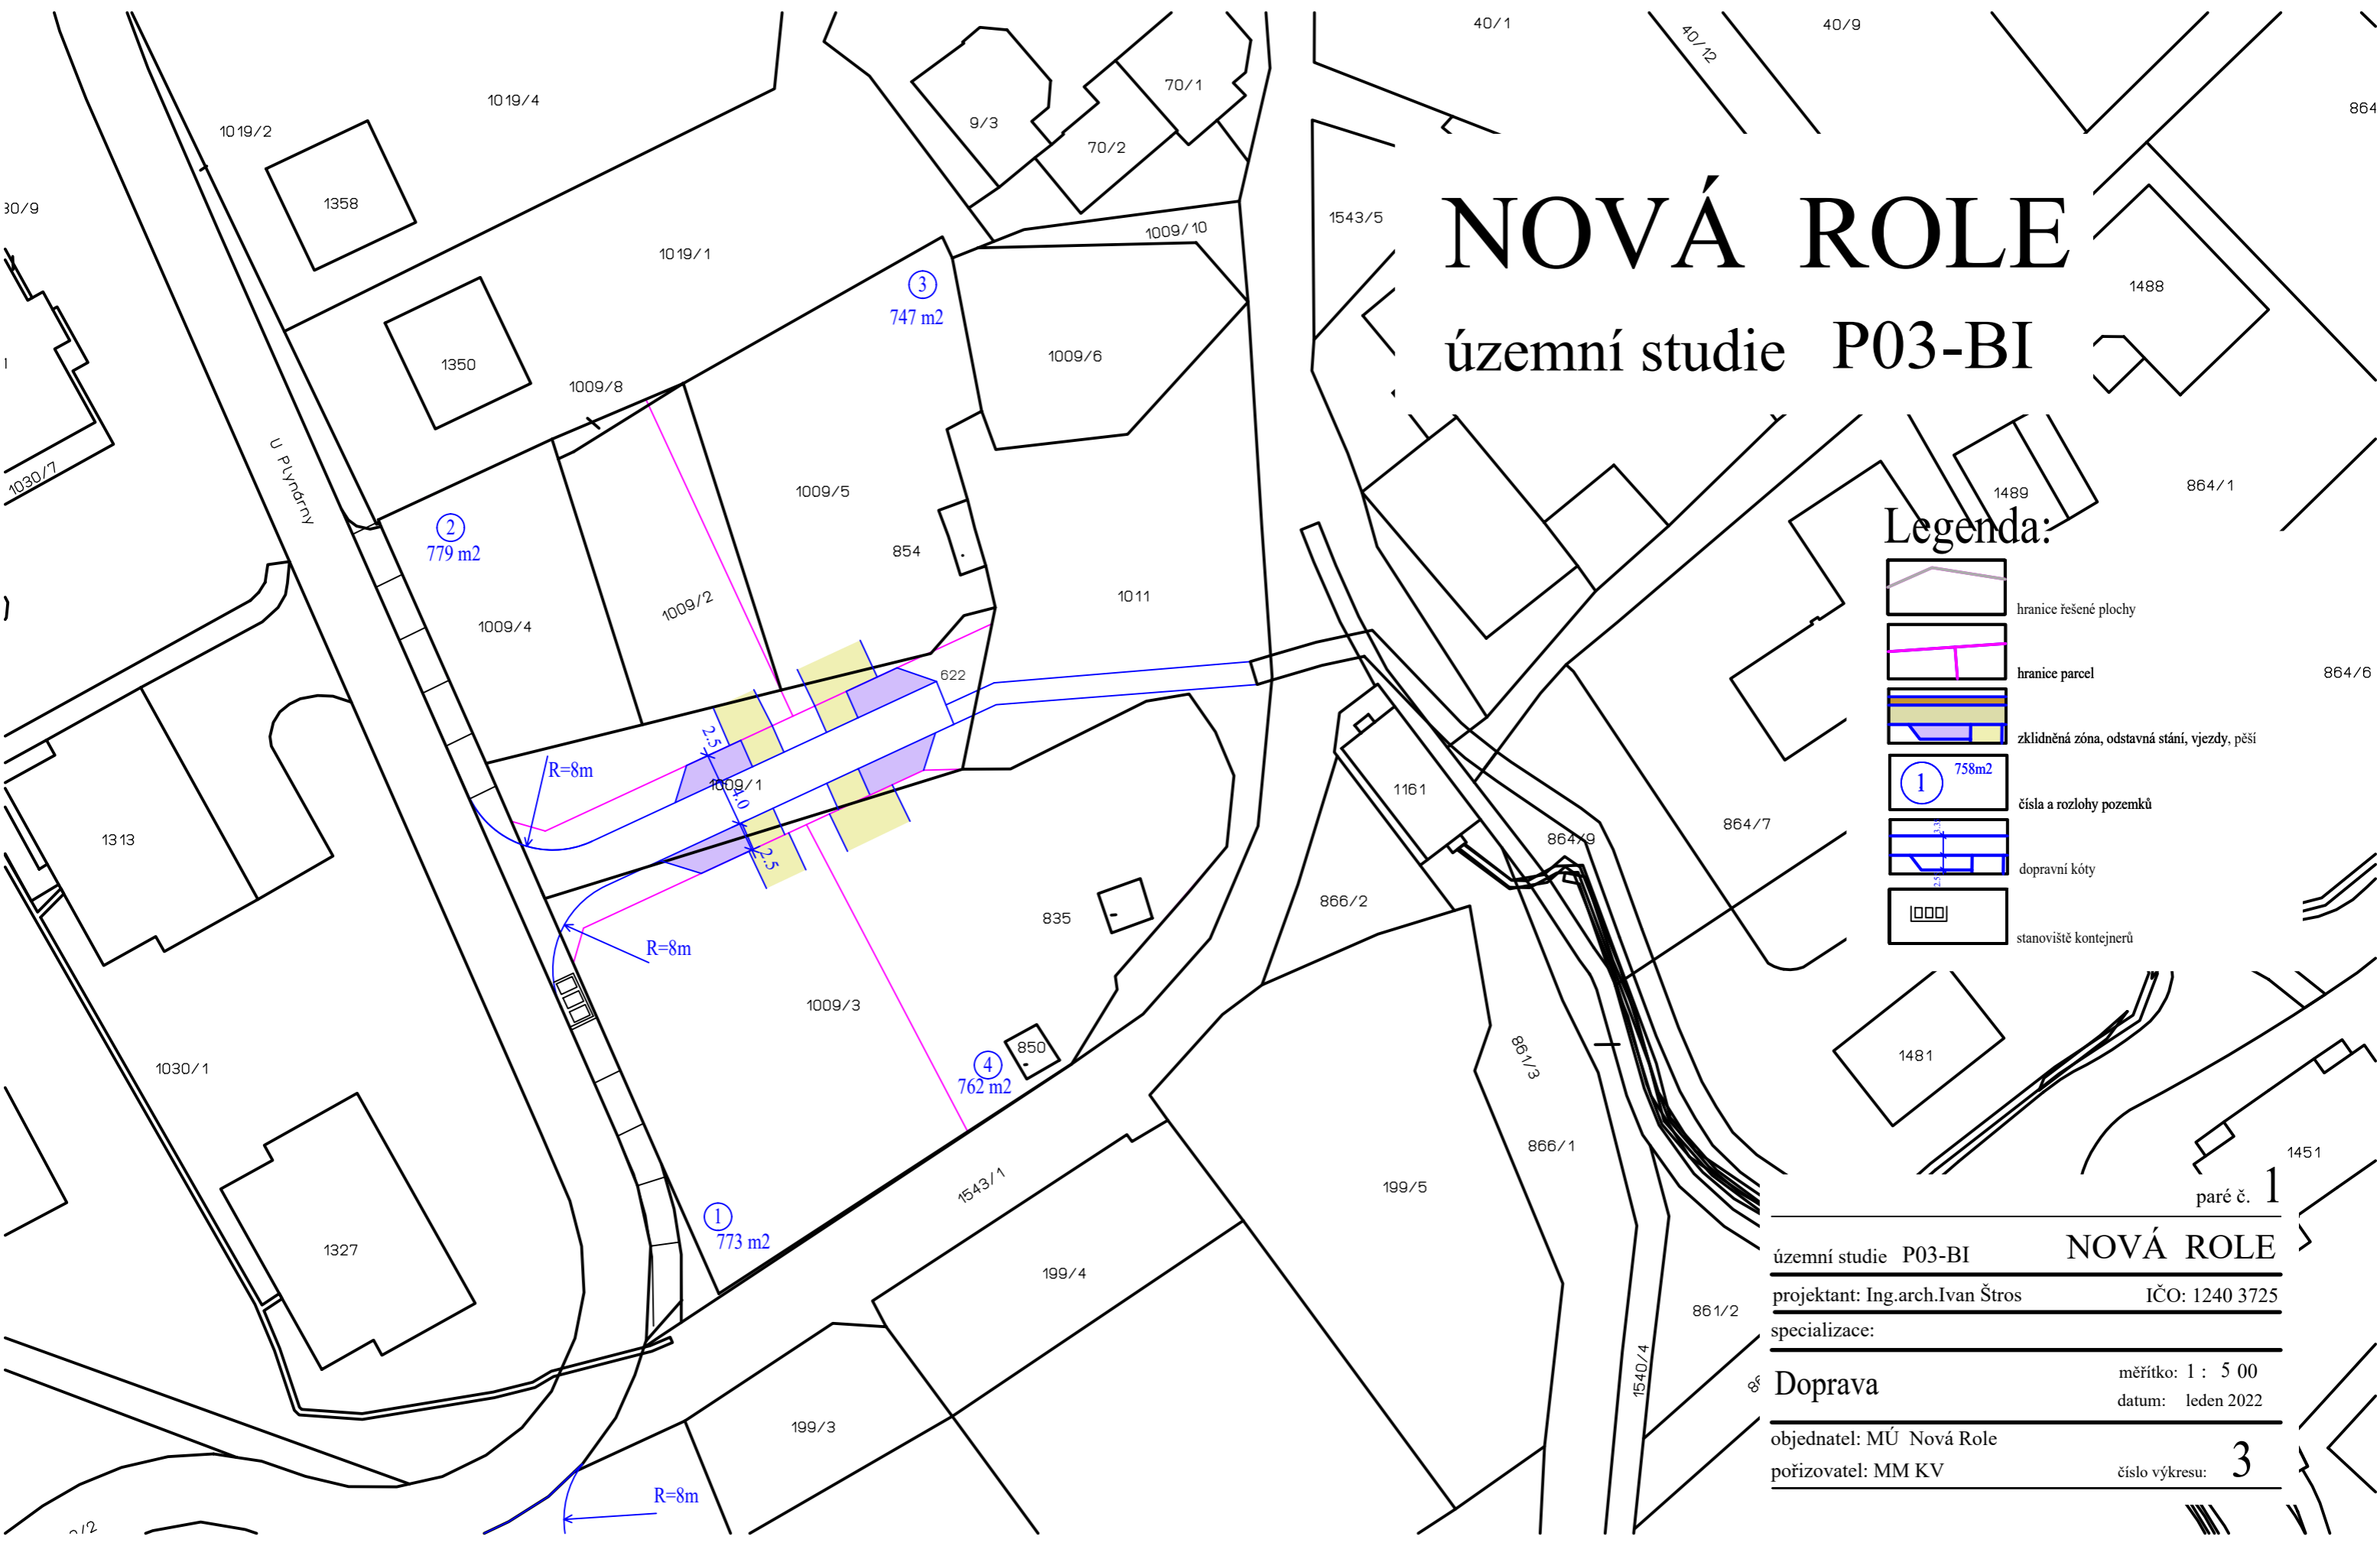 NOVÁ ROLE
územní studie P03-BI
40/1
40/12
40/9
864
1019/4
1019/2
70/1
9/3
70/2
1358
30/9
1543/5
1009/10
1019/1
3
747 m2
1488
1009/6
1350
1009/8
U Plynárny
1030/7
1009/5
1489
864/1
2
779 m2
854
1009/2
1011
1009/4
622
864/6
2.5
R=8m
1009/1
4.0
2.5
1161
1313
864/9
864/7
866/2
835
R=8m
1009/3
850
4
762 m2
1030/1
861/3
1481
866/1
1451
1543/1
199/5
1
773 m2
1327
199/4
861/2
1540/4
86
199/3
R=8m
Legenda:
hranice řešené plochy
hranice parcel
zklidněná zóna, odstavná stání, vjezdy, pěší
1 758m2
čísla a rozlohy pozemků
dopravní kóty
stanoviště kontejnerů
paré č. 1
územní studie P03-BI NOVÁ ROLE
projektant: Ing.arch.Ivan Štros IČO: 1240 3725
specializace:
Doprava
měřítko: 1 : 5 00
datum: leden 2022
objednatel: MÚ Nová Role
pořizovatel: MM KV
číslo výkresu: 3